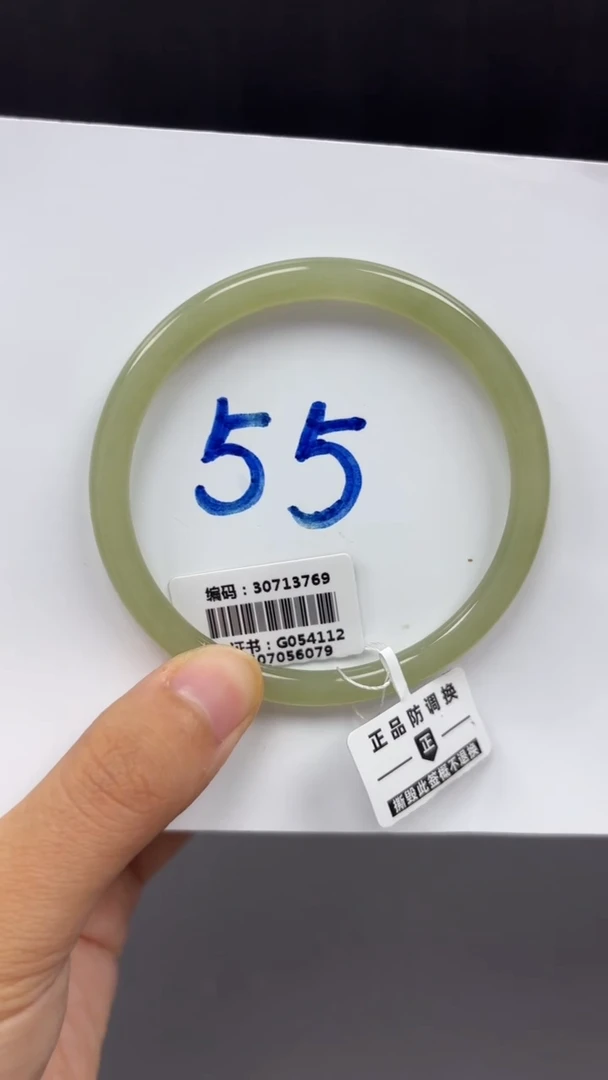 55
编码：30713769
证书：G054112
07056079
正品防调换
正
撕毁此签概不退换